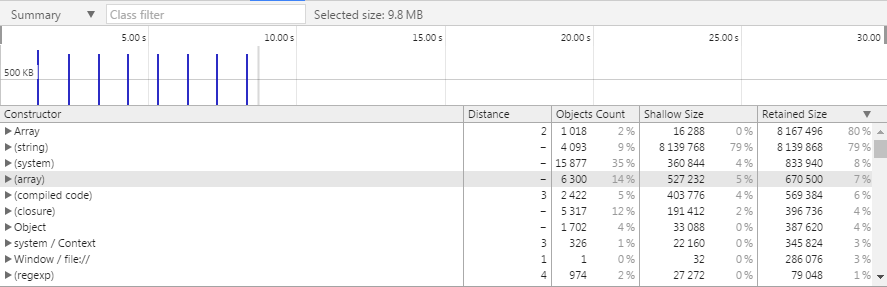 Summary ▼ Class filter Selected size: 9.8 MB
5.00 s 10.00 s 15.00 s 20.00 s 25.00 s 30.00
500 KB
Constructor Distance Objects Count Shallow Size Retained Size ▼
▶Array 2 1 018 2 % 16 288 0 % 8 167 496 80 %
▶(string) – 4 093 9 % 8 139 768 79 % 8 139 868 79 %
▶(system) – 15 877 35 % 360 844 4 % 833 940 8 %
▶(array) – 6 300 14 % 527 232 5 % 670 500 7 %
▶(compiled code) 3 2 422 5 % 403 776 4 % 569 384 6 %
▶(closure) – 5 317 12 % 191 412 2 % 396 736 4 %
▶Object – 1 702 4 % 33 088 0 % 387 620 4 %
▶system / Context 3 326 1 % 22 160 0 % 345 824 3 %
▶Window / file:// 1 1 0 % 32 0 % 286 076 3 %
▶(regexp) 4 974 2 % 27 272 0 % 79 048 1 %